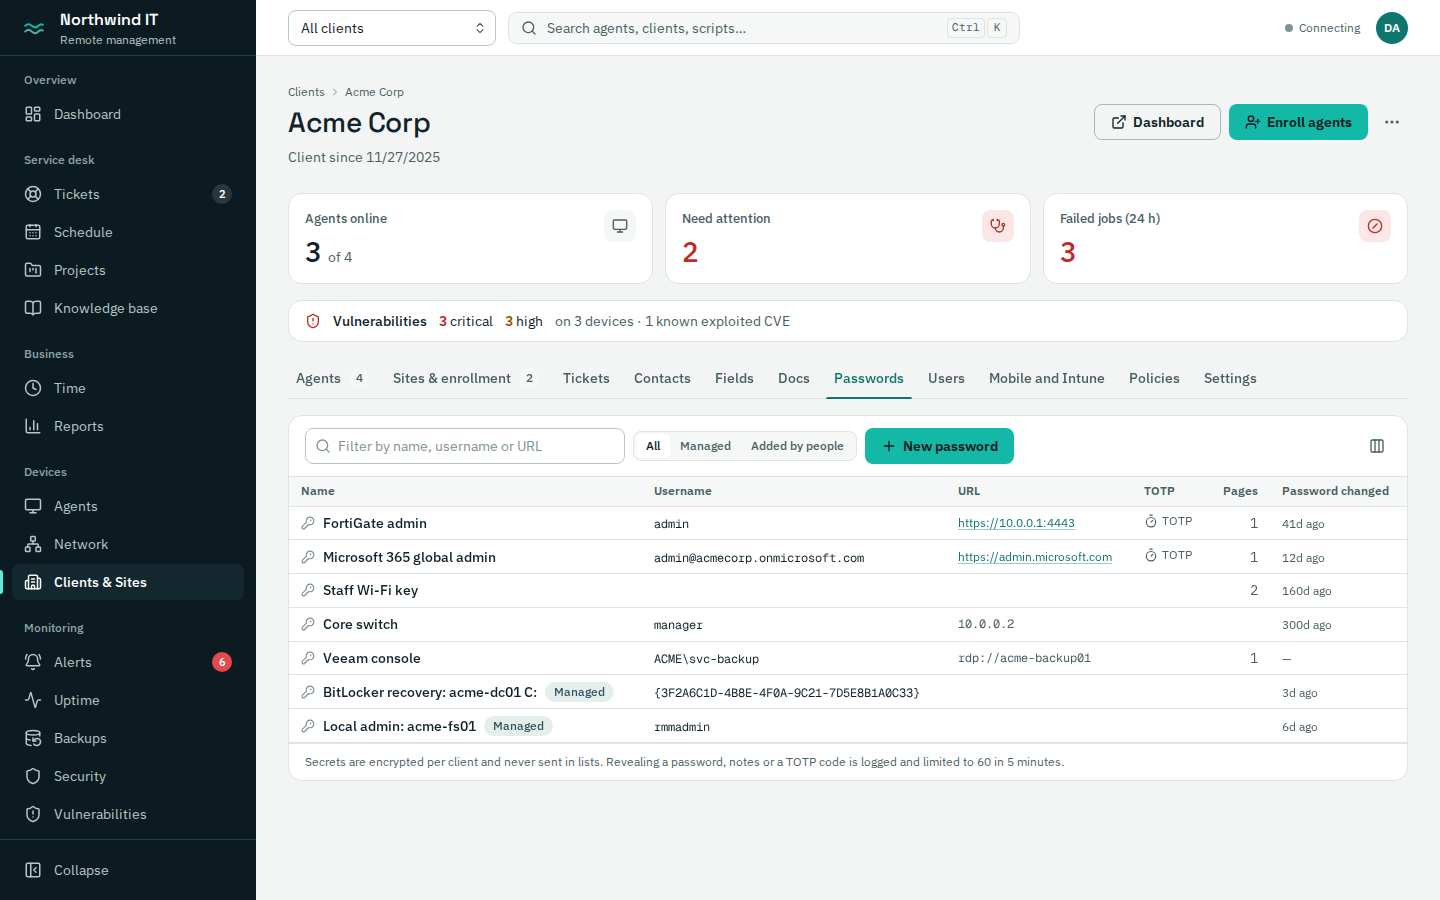 Northwind IT
Remote management
Overview
Dashboard
Service desk
Tickets 2
Schedule
Projects
Knowledge base
Business
Time
Reports
Devices
Agents
Network
Clients & Sites
Monitoring
Alerts 6
Uptime
Backups
Security
Vulnerabilities
Collapse
All clients
Search agents, clients, scripts... Ctrl K
Connecting
DA
Clients > Acme Corp
Acme Corp
Client since 11/27/2025
Dashboard
Enroll agents
Agents online
3 of 4
Need attention
2
Failed jobs (24 h)
3
Vulnerabilities 3 critical 3 high on 3 devices · 1 known exploited CVE
Agents 4 Sites & enrollment 2 Tickets Contacts Fields Docs Passwords Users Mobile and Intune Policies Settings
Filter by name, username or URL All Managed Added by people + New password
Name Username URL TOTP Pages Password changed
FortiGate admin admin https://10.0.0.1:4443 TOTP 1 41d ago
Microsoft 365 global admin admin@acmecorp.onmicrosoft.com https://admin.microsoft.com TOTP 1 12d ago
Staff Wi-Fi key 2 160d ago
Core switch manager 10.0.0.2 300d ago
Veeam console ACME\svc-backup rdp://acme-backup01 1 —
BitLocker recovery: acme-dc01 C: Managed {3F2A6C1D-4B8E-4F0A-9C21-7D5E8B1A0C33} 3d ago
Local admin: acme-fs01 Managed rmmadmin 6d ago
Secrets are encrypted per client and never sent in lists. Revealing a password, notes or a TOTP code is logged and limited to 60 in 5 minutes.